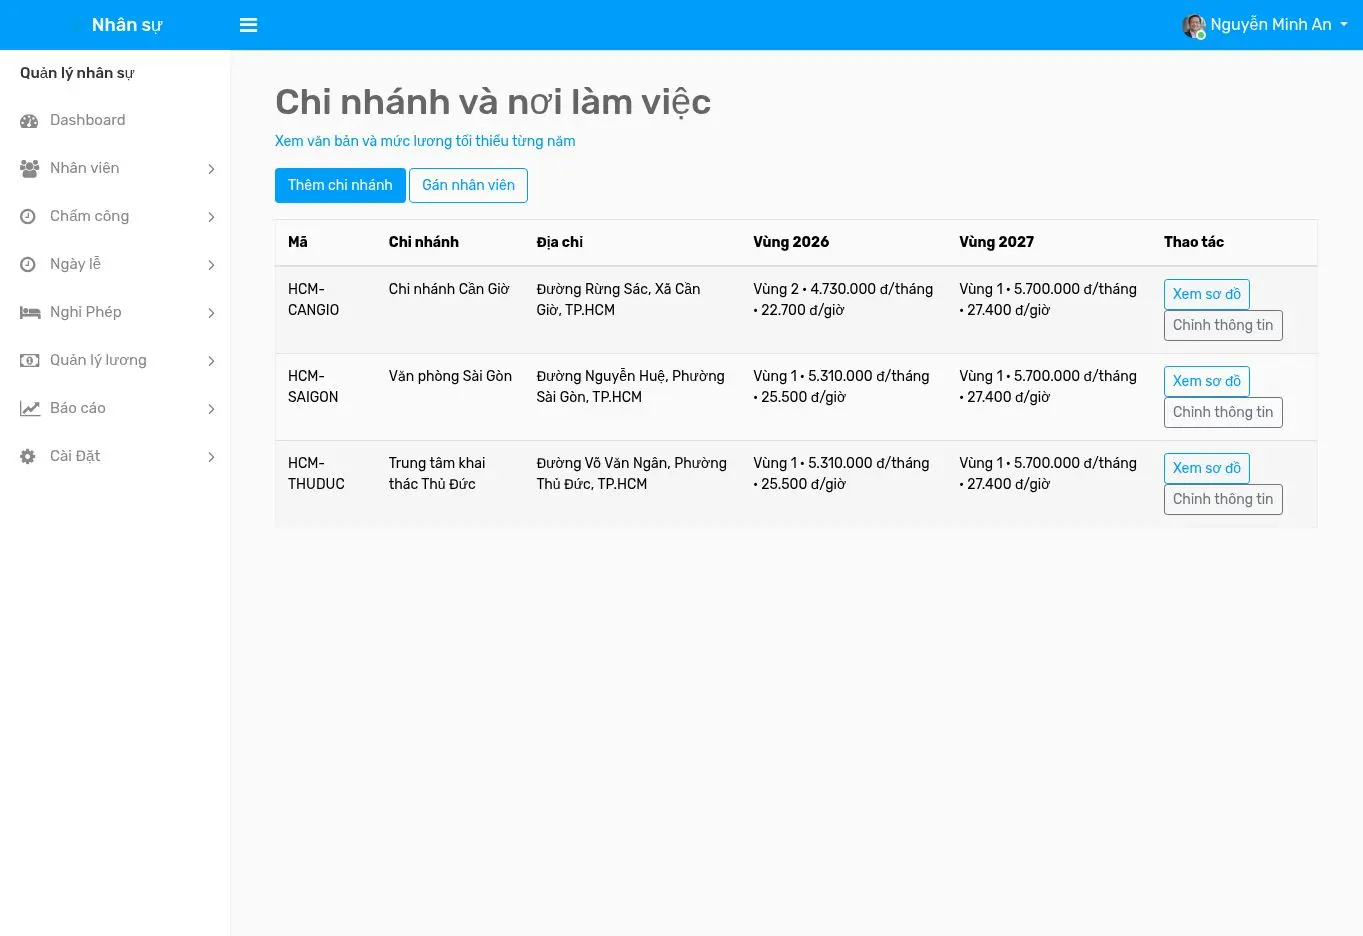 Nhân sự
Nguyễn Minh An
Quản lý nhân sự
Dashboard
Nhân viên
Chấm công
Ngày lễ
Nghỉ Phép
Quản lý lương
Báo cáo
Cài Đặt
Chi nhánh và nơi làm việc
Xem văn bản và mức lương tối thiểu từng năm
Thêm chi nhánh Gán nhân viên
Mã Chi nhánh Địa chỉ Vùng 2026 Vùng 2027 Thao tác
HCM- Chi nhánh Cần Giờ Đường Rừng Sác, Xã Cần Vùng 2 • 4.730.000 đ/tháng Vùng 1 • 5.700.000 đ/tháng Xem sơ đồ
CANGIO Giờ, TP.HCM • 22.700 đ/giờ • 27.400 đ/giờ Chỉnh thông tin
HCM- Văn phòng Sài Gòn Đường Nguyễn Huệ, Phường Vùng 1 • 5.310.000 đ/tháng Vùng 1 • 5.700.000 đ/tháng Xem sơ đồ
SAIGON Sài Gòn, TP.HCM • 25.500 đ/giờ • 27.400 đ/giờ Chỉnh thông tin
HCM- Trung tâm khai Đường Võ Văn Ngân, Phường Vùng 1 • 5.310.000 đ/tháng Vùng 1 • 5.700.000 đ/tháng Xem sơ đồ
THUDUC thác Thủ Đức Thủ Đức, TP.HCM • 25.500 đ/giờ • 27.400 đ/giờ Chỉnh thông tin